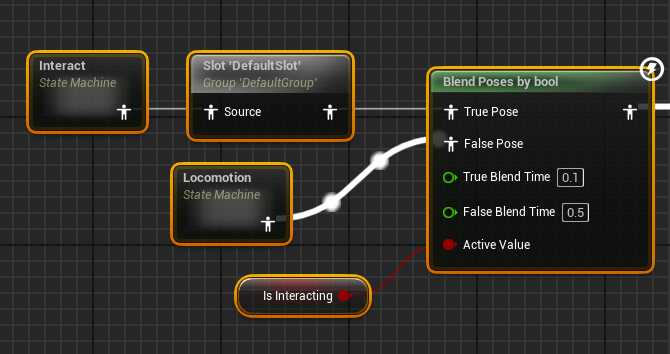 Interact
State Machine
Slot 'DefaultSlot'
Group 'DefaultGroup'
Source
Locomotion
State Machine
Is Interacting
Blend Poses by bool
True Pose
False Pose
True Blend Time 0.1
False Blend Time 0.5
Active Value